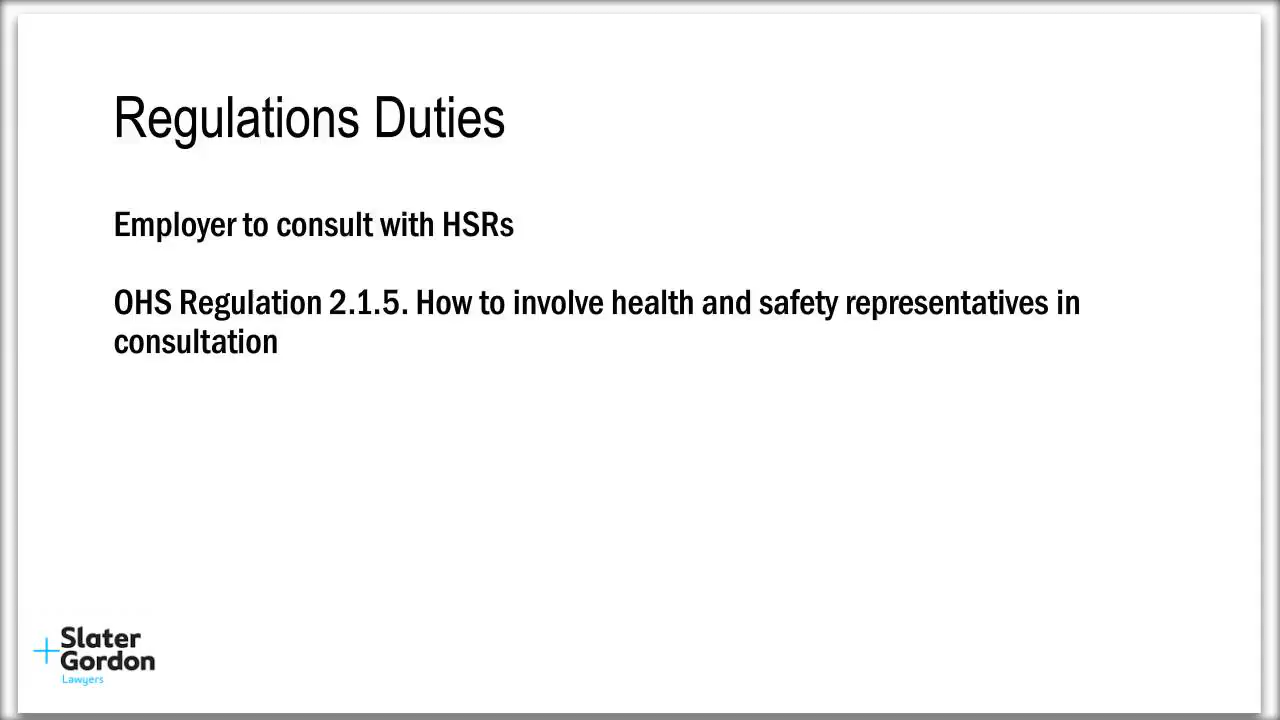 Regulations Duties
Employer to consult with HSRs
OHS Regulation 2.1.5. How to involve health and safety representatives in
consultation
Slater
Gordon
Lawyers